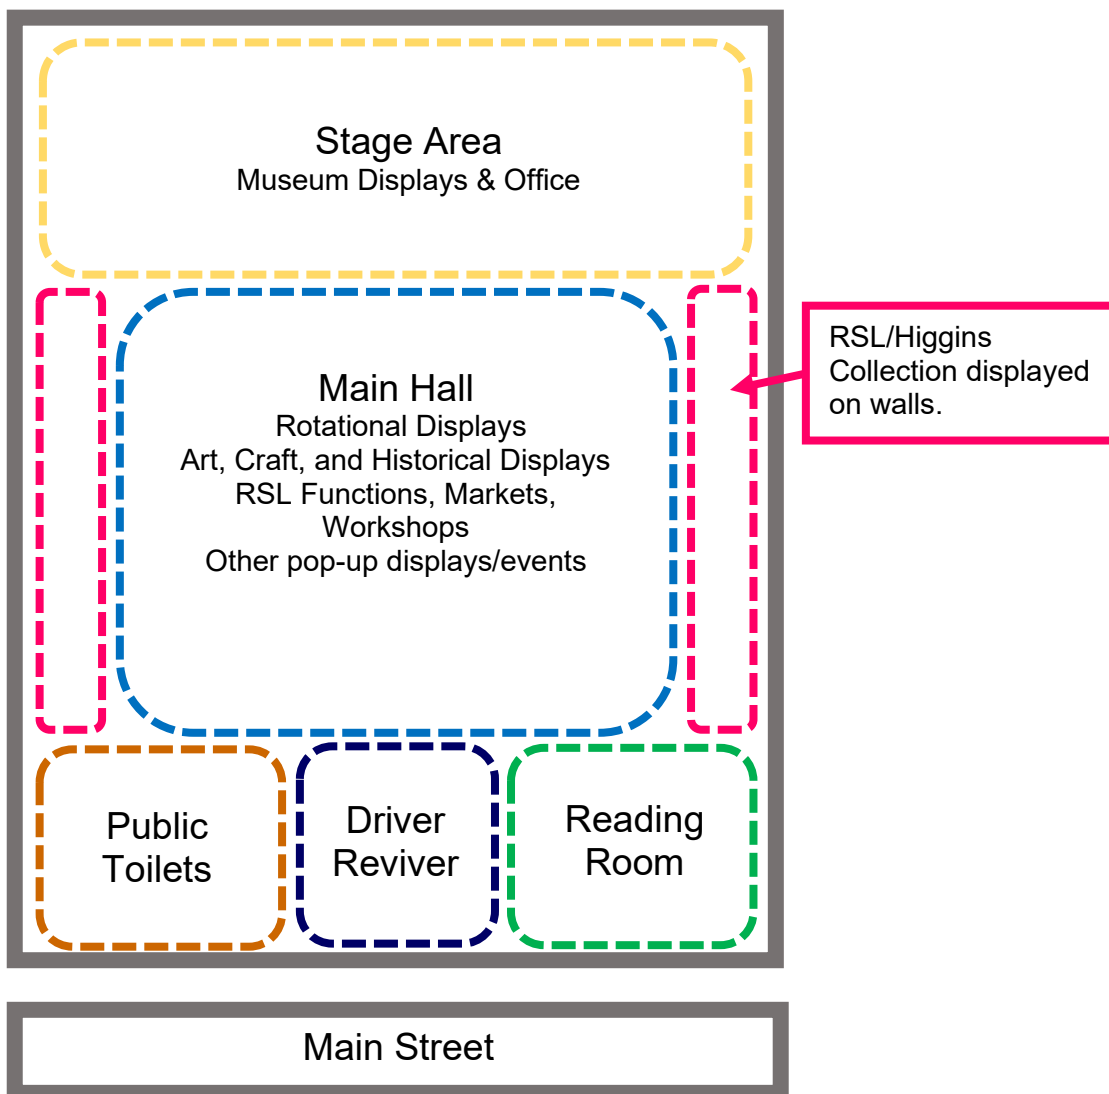 Stage Area
Museum Displays & Office
Main Hall
Rotational Displays
Art, Craft, and Historical Displays
RSL Functions, Markets,
Workshops
Other pop-up displays/events
RSL/Higgins
Collection displayed
on walls.
Public
Toilets
Driver
Reviver
Reading
Room
Main Street